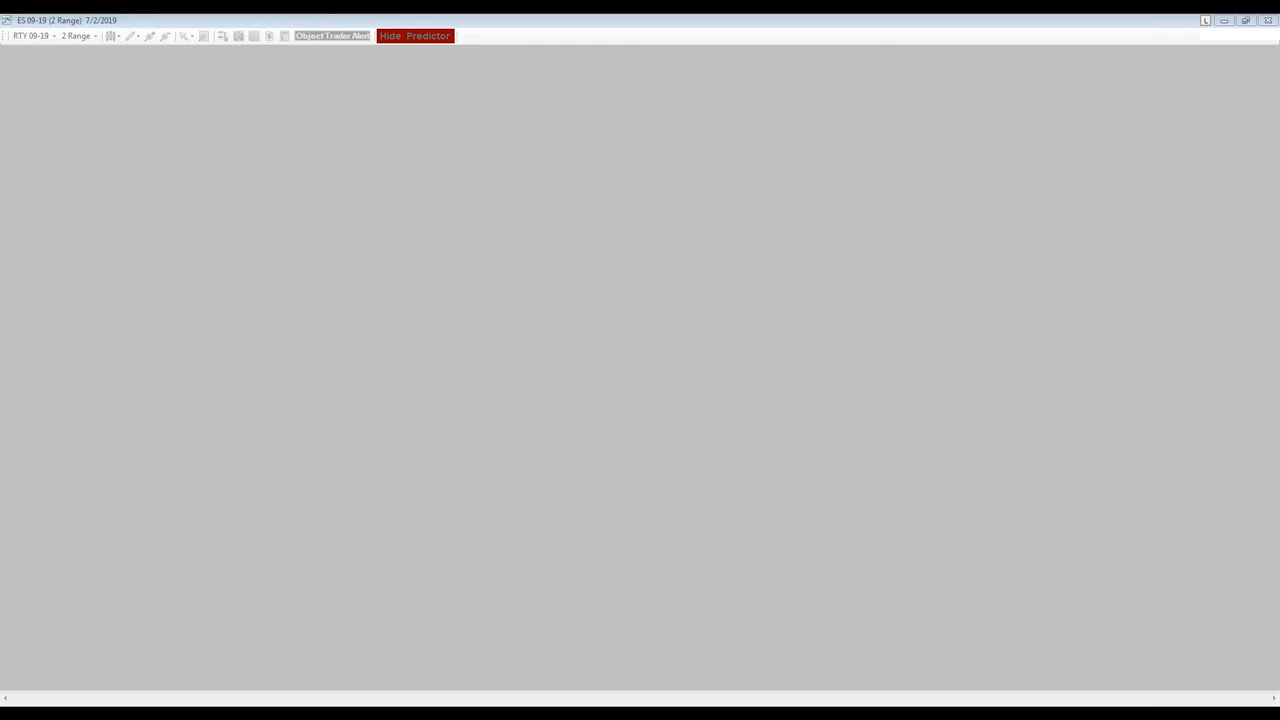 ES 09-19 (2 Range) 7/2/2019
L
RTY 09-19 2 Range Object Trader Alert Hide Predictor